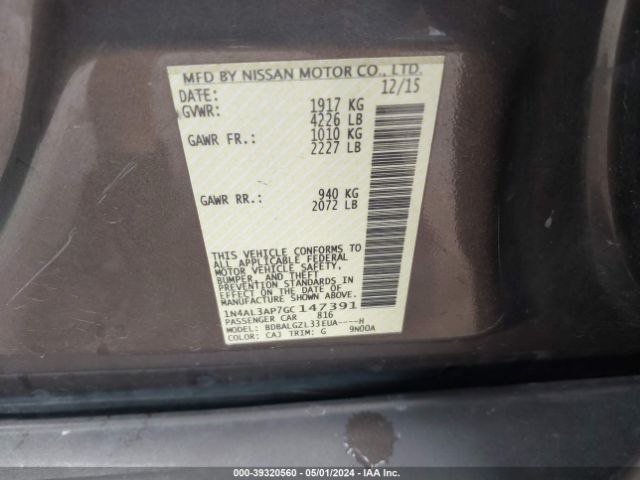 MFD BY NISSAN MOTOR CO., LTD.
DATE: 12/15
GVWR: 1917 KG
4226 LB
GAWR FR.: 1010 KG
2227 LB
GAWR RR.: 940 KG
2072 LB
THIS VEHICLE CONFORMS TO
ALL APPLICABLE FEDERAL
MOTOR VEHICLE SAFETY,
BUMPER, AND THEFT
PREVENTION STANDARDS IN
EFFECT ON THE DATE OF
MANUFACTURE SHOWN ABOVE.
1N4AL3AP7GC147391
PASSENGER CAR 816
MODEL: BDBALGZL33EUA----H
COLOR: CAJ TRIM: G 9N00A
000-39320560 - 05/01/2024 - IAAI.COM